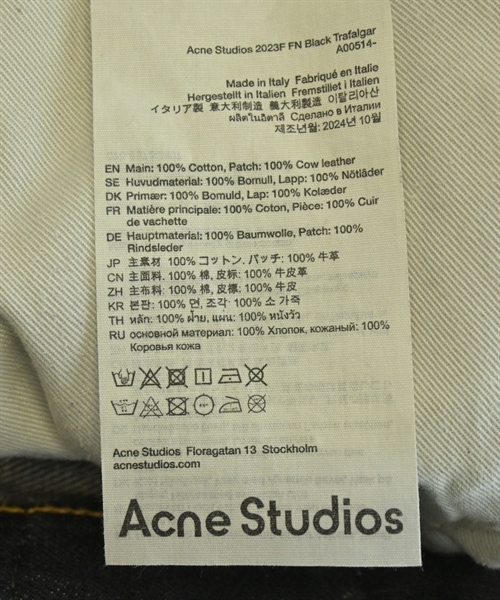 Acne Studios 2023F FN Black Trafalgar
A00514-
Made in Italy Fabriqué en Italie
Hergestellt in Italien Fremstillet i Italien
イタリア製 意大利制造 義大利製造 이탈리아산
ผลิตในอิตาลี Сделано в Италии
제조년월: 2024년 10월
EN Main: 100% Cotton, Patch: 100% Cow leather
SE Huvudmaterial: 100% Bomull, Lapp: 100% Nötläder
DK Primær: 100% Bomuld, Lap: 100% Kolæder
FR Matière principale: 100% Coton, Pièce: 100% Cuir
de vachette
DE Hauptmaterial: 100% Baumwolle, Patch: 100%
Rindsleder
JP 主素材 100% コットン, パッチ: 100% 牛革
CN 主面料. 100% 棉, 皮标: 100% 牛皮革
ZH 主布料: 100% 棉, 皮標: 100% 牛皮
KR 본판: 100% 면, 조각: 100% 소 가죽
TH หลัก: 100% ฝ้าย, แผน: 100% หนังวัว
RU основной материал: 100% Хлопок, кожаный: 100%
Коровья кожа
Acne Studios Floragatan 13 Stockholm
acnestudios.com
Acne Studios